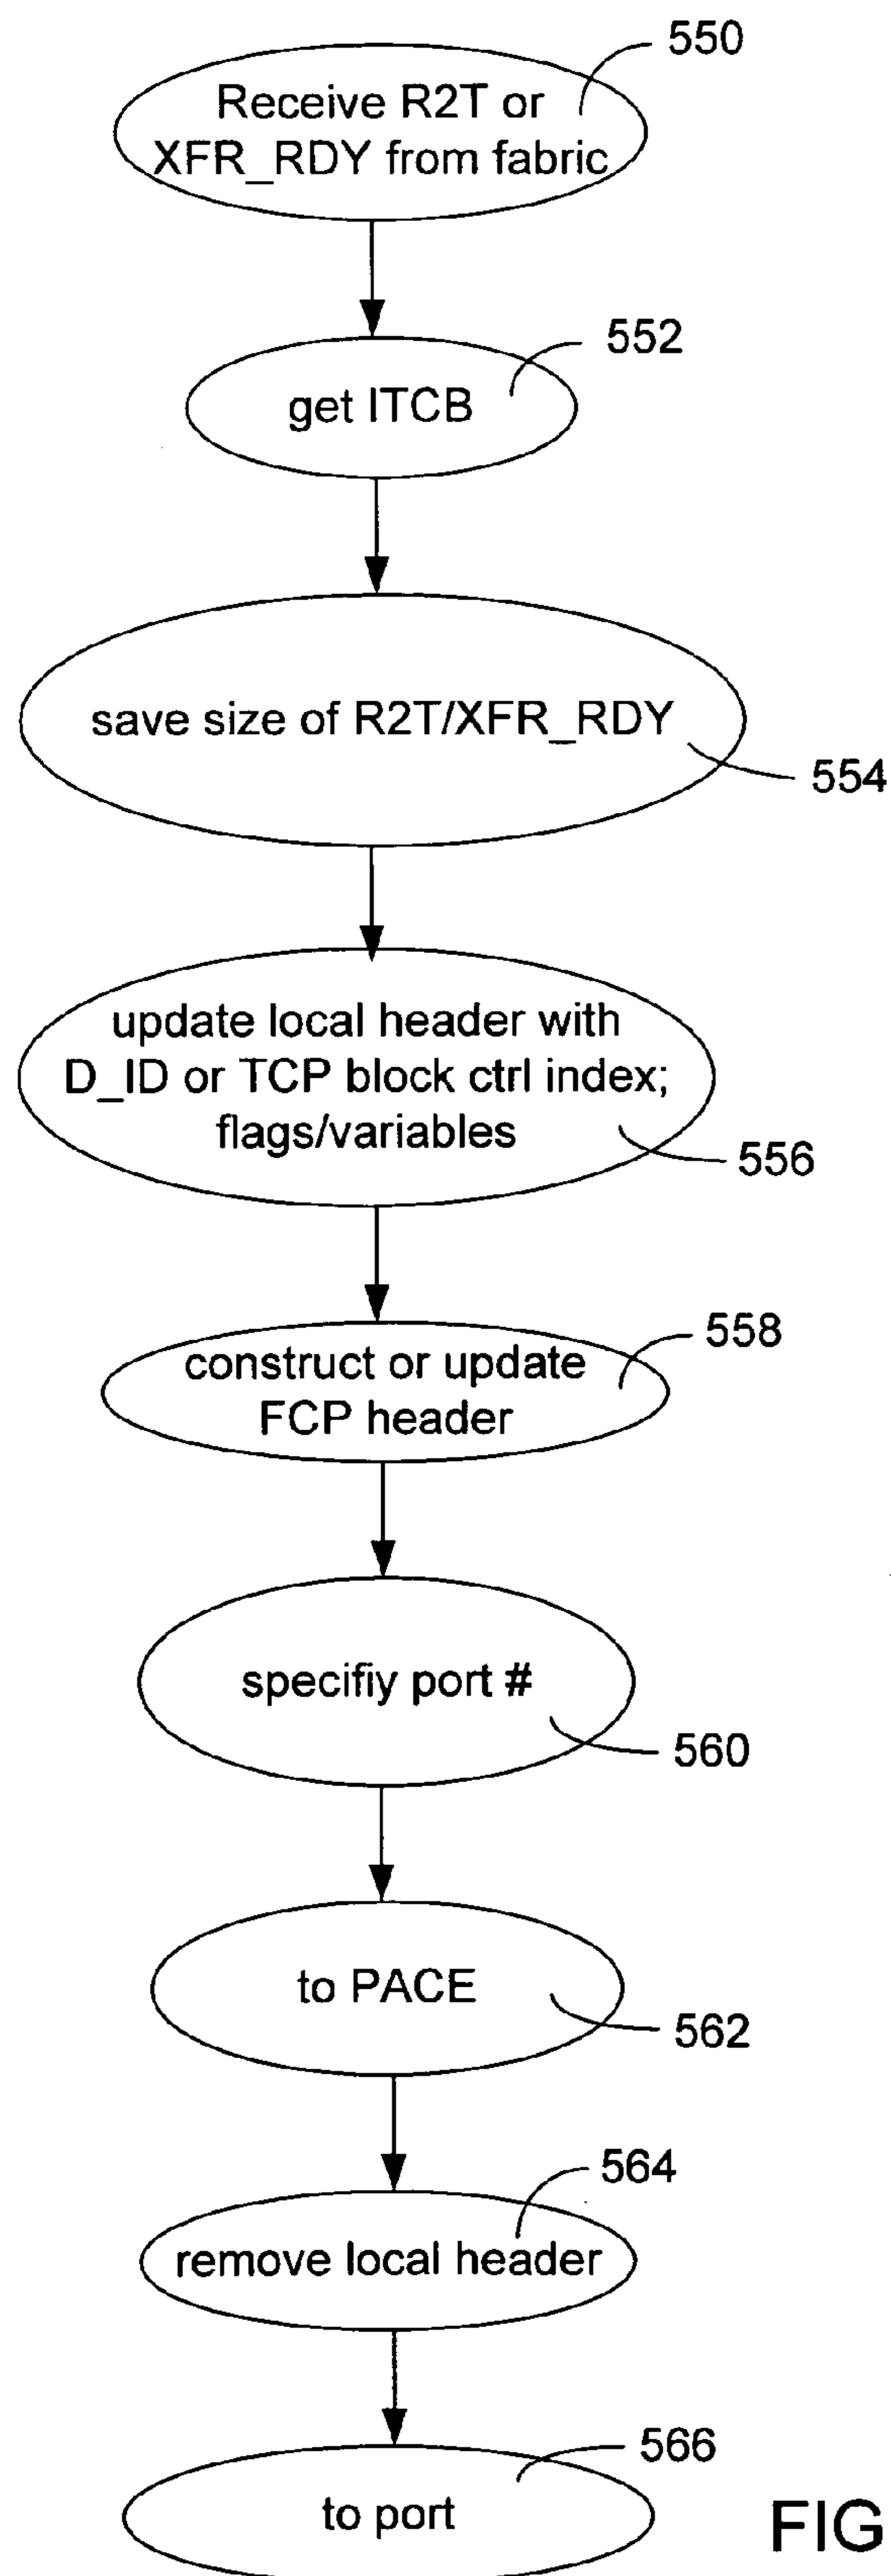 550
Receive R2T or
XFR_RDY from fabric
552
get ITCB
save size of R2T/XFR_RDY
554
update local header with
D_ID or TCP block ctrl index;
flags/variables
556
558
construct or update
FCP header
specifiy port #
560
to PACE
562
564
remove local header
566
to port
FIG